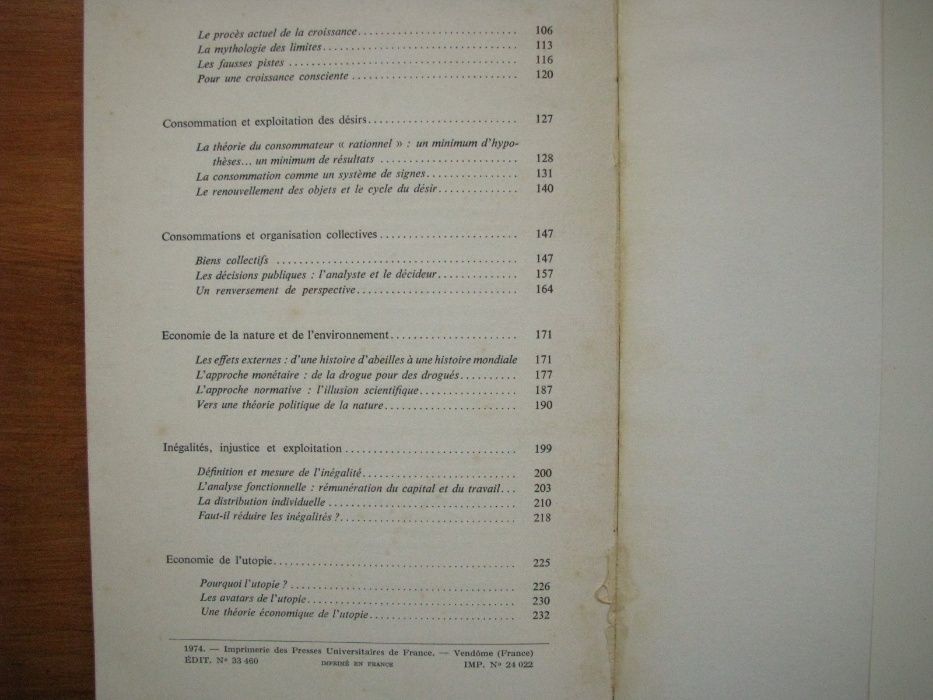 Le procès actuel de la croissance............................ 106
La mythologie des limites.................................. 113
Les fausses pistes ........................................ 116
Pour une croissance consciente ............................. 120
Consommation et exploitation des désirs......................... 127
La théorie du consommateur « rationnel » : un minimum d'hypo-
thèses... un minimum de résultats ........................ 128
La consommation comme un système de signes................ 131
Le renouvellement des objets et le cycle du désir.............. 140
Consommations et organisation collectives........................ 147
Biens collectifs .......................................... 147
Les décisions publiques : l'analyste et le décideur.............. 157
Un renversement de perspective............................ 164
Economie de la nature et de l'environnement...................... 171
Les effets externes : d'une histoire d'abeilles à une histoire mondiale 171
L'approche monétaire : de la drogue pour des drogués.......... 177
L'approche normative : l'illusion scientifique................. 187
Vers une théorie politique de la nature....................... 190
Inégalités, injustice et exploitation.............................. 199
Définition et mesure de l'inégalité........................... 200
L'analyse fonctionnelle : rémunération du capital et du travail... 203
La distribution individuelle ................................. 210
Faut-il réduire les inégalités ?............................... 218
Economie de l'utopie.......................................... 225
Pourquoi l'utopie ? ........................................ 226
Les avatars de l'utopie..................................... 230
Une théorie économique de l'utopie.......................... 232
1974. — Imprimerie des Presses Universitaires de France. — Vendôme (France)
ÉDIT. Nº 33 460 IMPRIMÉ EN FRANCE IMP. Nº 24 022